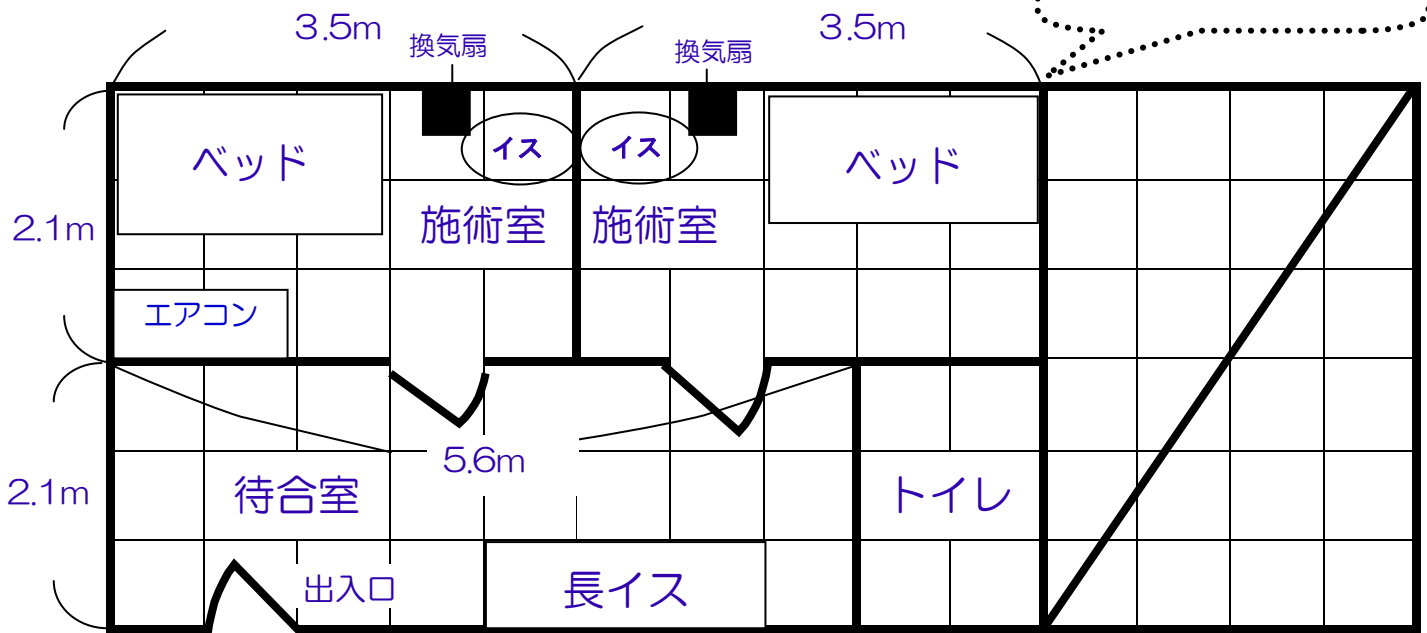 3.5m
換気扇
換気扇
3.5m
ベッド
イス
イス
ベッド
2.1m
施術室
施術室
エアコン
5.6m
2.1m
待合室
トイレ
出入口
長イス